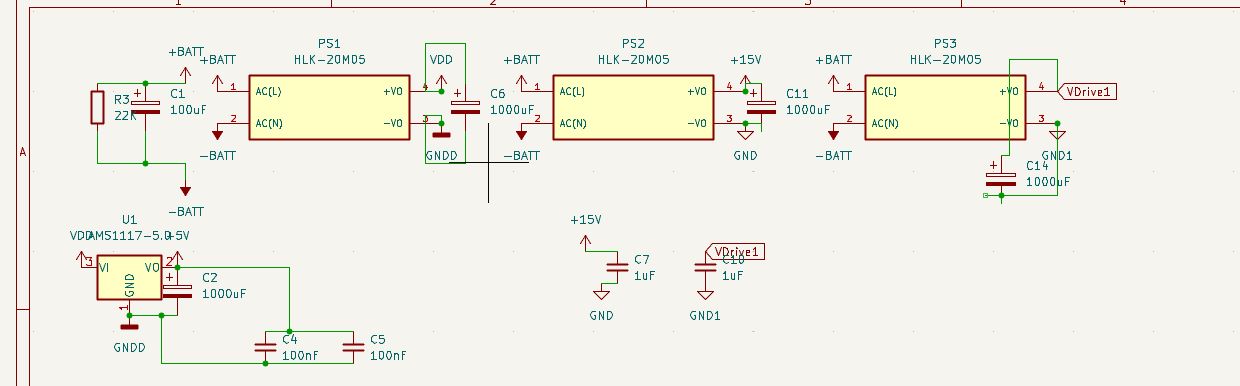 1
2
3
4
A
+BATT
R3
22K
C1
100uF
-BATT
PS1
HLK-20M05
+BATT
1
AC(L)
+VO
4
2
AC(N)
-VO
3
-BATT
VDD
C6
1000uF
GNDD
PS2
HLK-20M05
+BATT
1
AC(L)
+VO
4
2
AC(N)
-VO
3
-BATT
+15V
C11
1000uF
GND
PS3
HLK-20M05
+BATT
1
AC(L)
+VO
4
2
AC(N)
-VO
3
-BATT
VDrive1
GND1
C14
1000uF
U1
AMS1117-5.0
VDD
+5V
3
VI
VO
2
GND
1
C2
1000uF
GNDD
C4
100nF
C5
100nF
+15V
C7
1uF
GND
VDrive1
C10
1uF
GND1